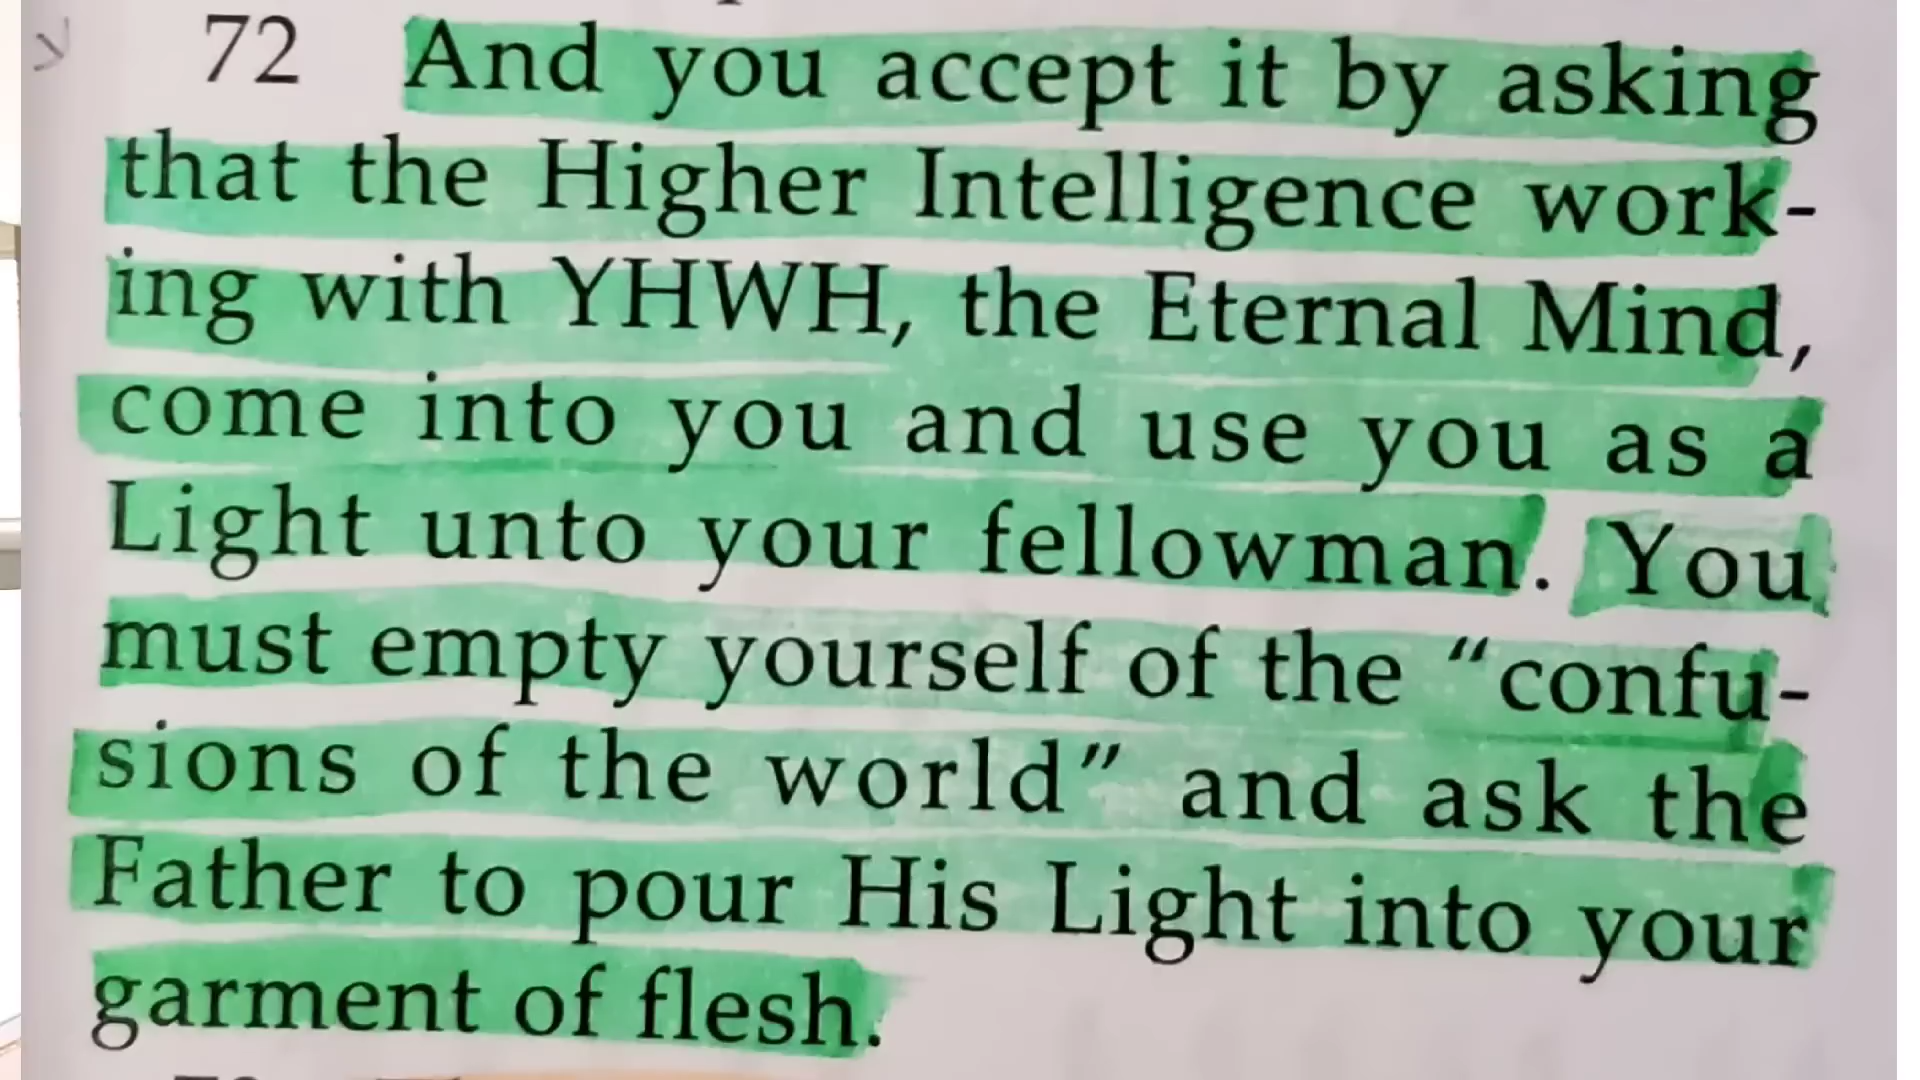 72 And you accept it by asking
that the Higher Intelligence work-
ing with YHWH, the Eternal Mind,
come into you and use you as a
Light unto your fellowman. You
must empty yourself of the “confu-
sions of the world” and ask the
Father to pour His Light into your
garment of flesh.